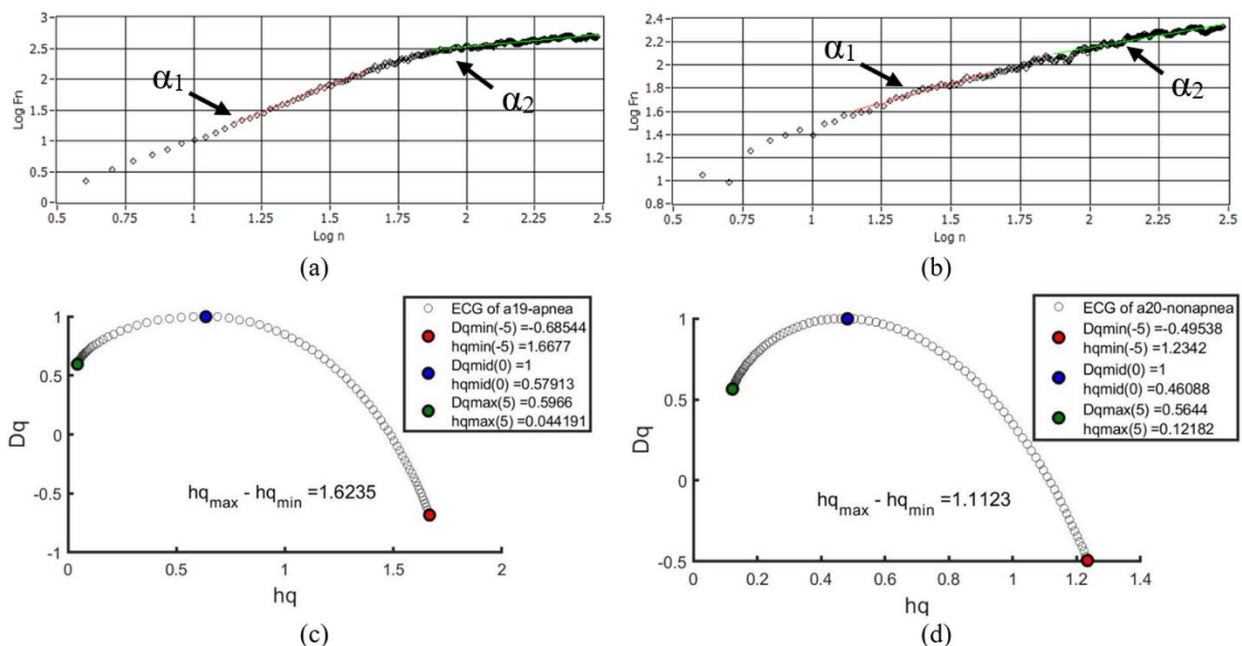 3
2.5
2
1.5
1
0.5
0
Log Fn
α1
α2
0.5 0.75 1 1.25 1.5 1.75 2 2.25 2.5
Log n
(a)
2.4
2.2
2
1.8
1.6
1.4
1.2
1
0.8
Log Fn
α1
α2
0.5 0.75 1 1.25 1.5 1.75 2 2.25 2.5
Log n
(b)
1
0.5
0
-0.5
-1
Dq
ECG of a19-apnea
Dqmin(-5) =-0.68544
hqmin(-5) =1.6677
Dqmid(0) =1
hqmid(0) =0.57913
Dqmax(5) =0.5966
hqmax(5) =0.044191
hqmax - hqmin =1.6235
0 0.5 1 1.5 2
hq
(c)
1
0.5
0
-0.5
Dq
ECG of a20-nonapnea
Dqmin(-5) =-0.49538
hqmin(-5) =1.2342
Dqmid(0) =1
hqmid(0) =0.46088
Dqmax(5) =0.5644
hqmax(5) =0.12182
hqmax - hqmin =1.1123
0 0.2 0.4 0.6 0.8 1 1.2 1.4
hq
(d)